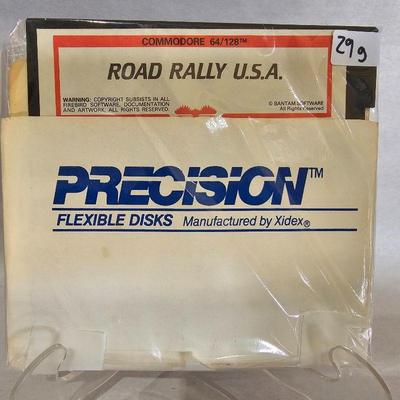 COMMODORE 64/128™
299
ROAD RALLY U.S.A.
WARNING: COPYRIGHT SUBSISTS IN ALL
FIREBIRD SOFTWARE, DOCUMENTATION
AND ARTWORK. ALL RIGHTS RESERVED.
© BANTAM SOFTWARE
All Rights Reserved
PRECISION™
FLEXIBLE DISKS Manufactured by Xidex®